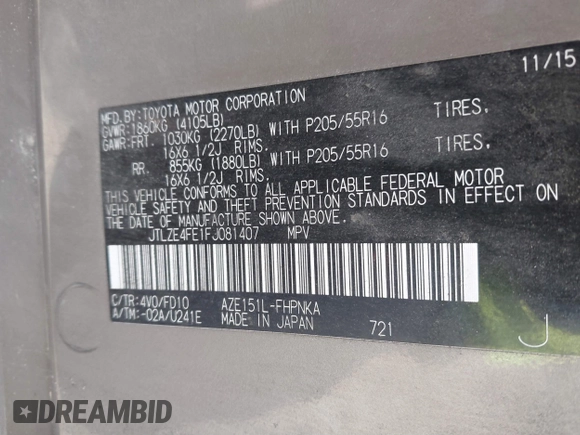 11/15
MFD.BY:TOYOTA MOTOR CORPORATION
GVWR:1860KG (4105LB)
GAWR:FRT. 1030KG (2270LB) WITH P205/55R16 TIRES,
16X6 1/2J RIMS.
RR. 855KG (1880LB) WITH P205/55R16 TIRES,
16X6 1/2J RIMS.
THIS VEHICLE CONFORMS TO ALL APPLICABLE FEDERAL MOTOR
VEHICLE SAFETY AND THEFT PREVENTION STANDARDS IN EFFECT ON
THE DATE OF MANUFACTURE SHOWN ABOVE.
JTLZE4FE1FJ081407 MPV
C/TR:4V0/FD10 AZE151L-FHPNKA
A/TM:-02A/U241E MADE IN JAPAN 721 J
DREAMBID